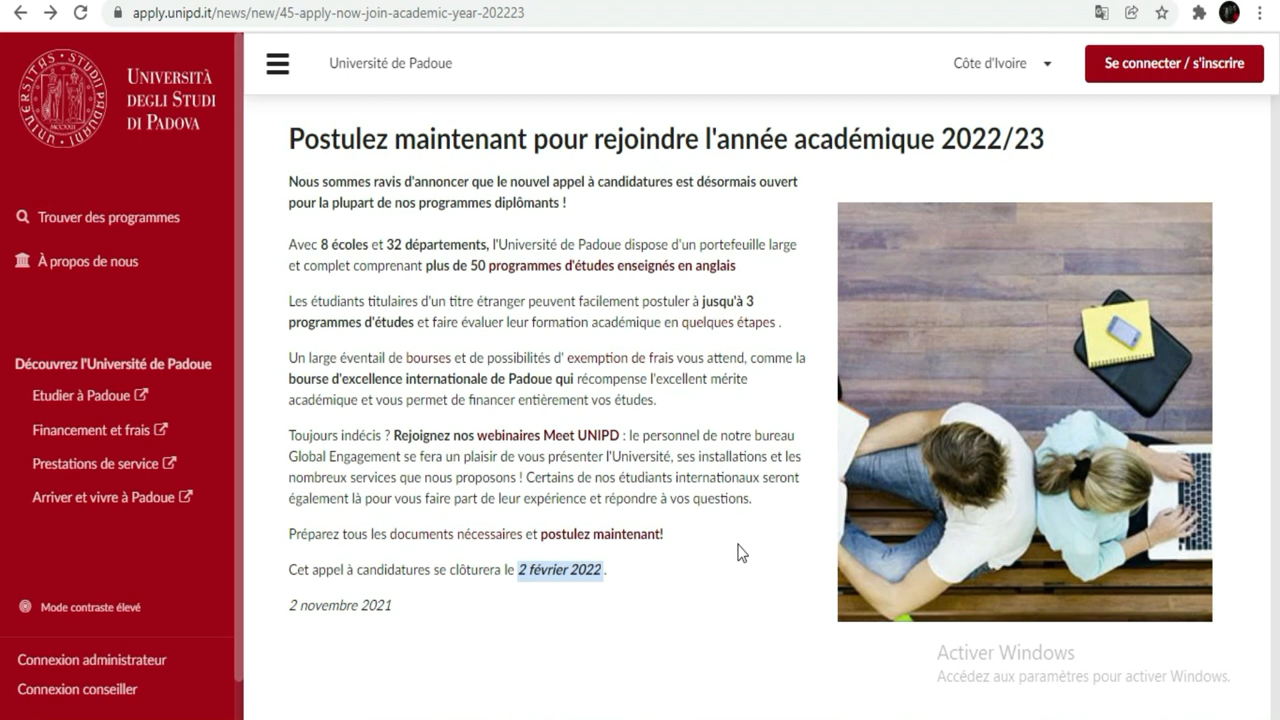 apply.unipd.it/news/new/45-apply-now-join-academic-year-202223
UNIVERSITÀ
DEGLI STUDI
DI PADOVA
Université de Padoue
Côte d'Ivoire
Se connecter / s'inscrire
Trouver des programmes
À propos de nous
Découvrez l'Université de Padoue
Etudier à Padoue
Financement et frais
Prestations de service
Arriver et vivre à Padoue
Mode contraste élevé
Connexion administrateur
Connexion conseiller
Postulez maintenant pour rejoindre l'année académique 2022/23
Nous sommes ravis d'annoncer que le nouvel appel à candidatures est désormais ouvert
pour la plupart de nos programmes diplômants !
Avec 8 écoles et 32 départements, l'Université de Padoue dispose d'un portefeuille large
et complet comprenant plus de 50 programmes d'études enseignés en anglais
Les étudiants titulaires d'un titre étranger peuvent facilement postuler à jusqu'à 3
programmes d'études et faire évaluer leur formation académique en quelques étapes .
Un large éventail de bourses et de possibilités d' exemption de frais vous attend, comme la
bourse d'excellence internationale de Padoue qui récompense l'excellent mérite
académique et vous permet de financer entièrement vos études.
Toujours indécis ? Rejoignez nos webinaires Meet UNIPD : le personnel de notre bureau
Global Engagement se fera un plaisir de vous présenter l'Université, ses installations et les
nombreux services que nous proposons ! Certains de nos étudiants internationaux seront
également là pour vous faire part de leur expérience et répondre à vos questions.
Préparez tous les documents nécessaires et postulez maintenant!
Cet appel à candidatures se clôturera le 2 février 2022 .
2 novembre 2021
Activer Windows
Accédez aux paramètres pour activer Windows.